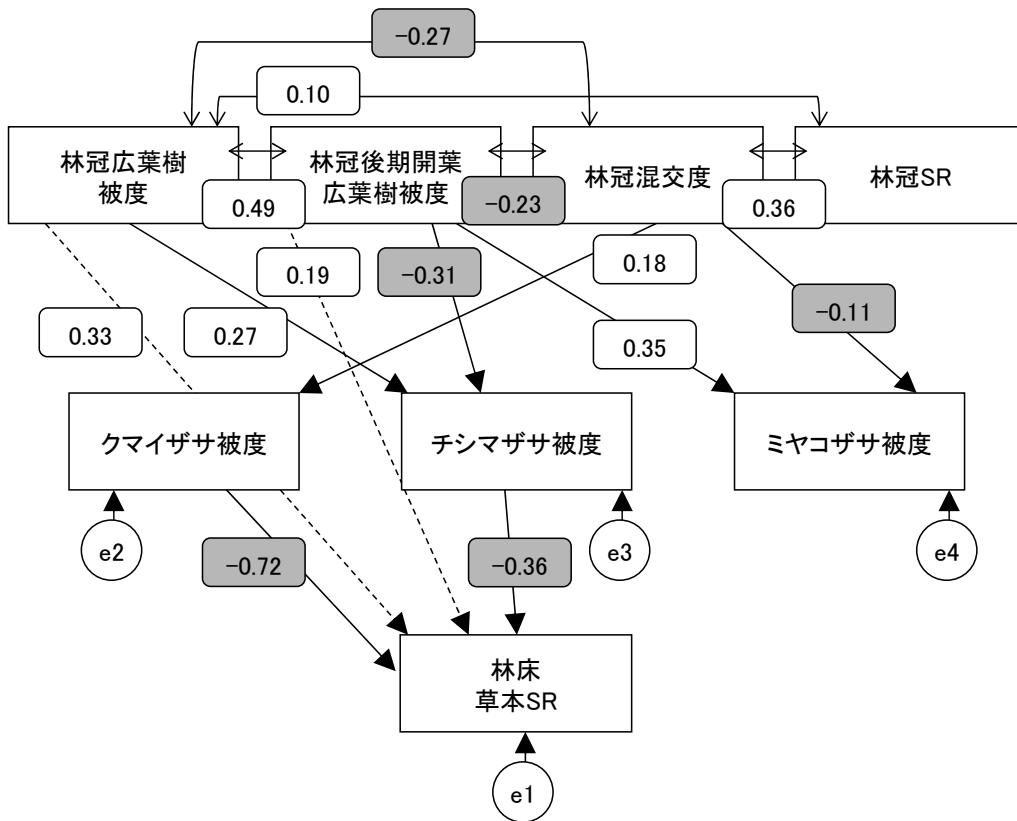 −0.27
0.10
林冠広葉樹
被度
林冠後期開葉
広葉樹被度
林冠混交度
林冠SR
0.49
−0.23
0.36
0.19
−0.31
0.18
0.33
0.27
0.35
−0.11
クマイザサ被度
チシマザサ被度
ミヤコザサ被度
e2
−0.72
−0.36
e3
e4
林床
草本SR
e1